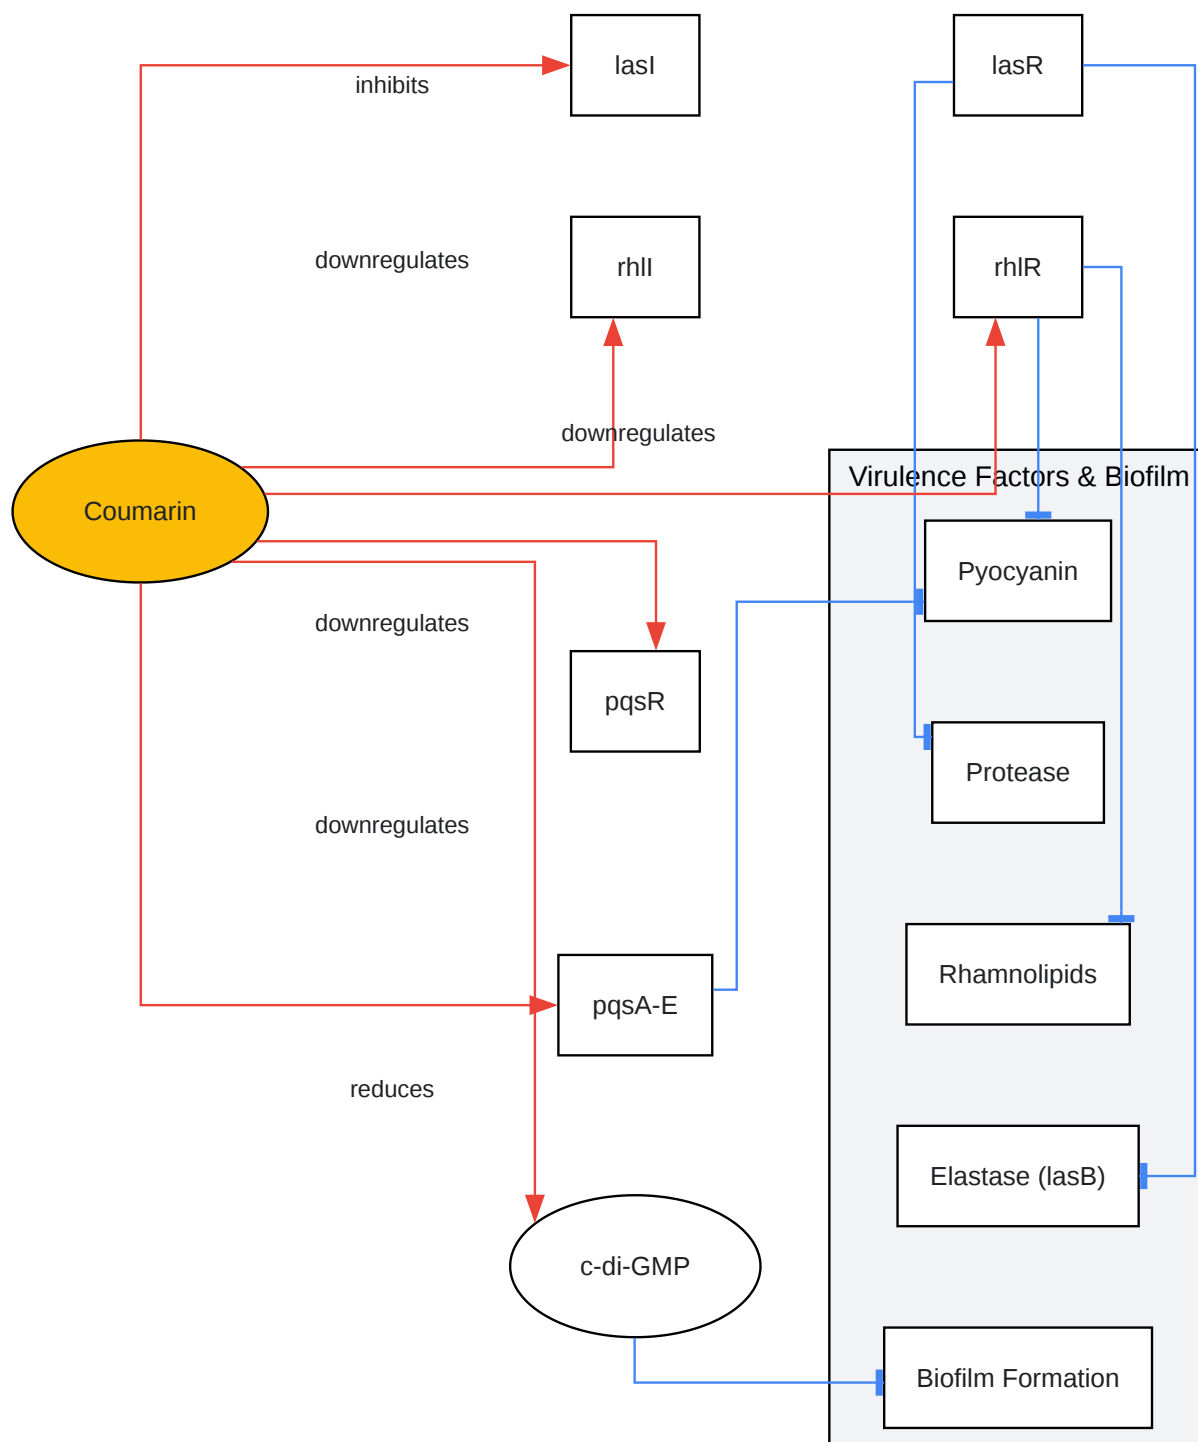 lasI
lasR
inhibits
downregulates
rhlI
rhlR
downregulates
Virulence Factors & Biofilm
Coumarin
Pyocyanin
downregulates
pqsR
Protease
downregulates
Rhamnolipids
pqsA-E
reduces
Elastase (lasB)
c-di-GMP
Biofilm Formation